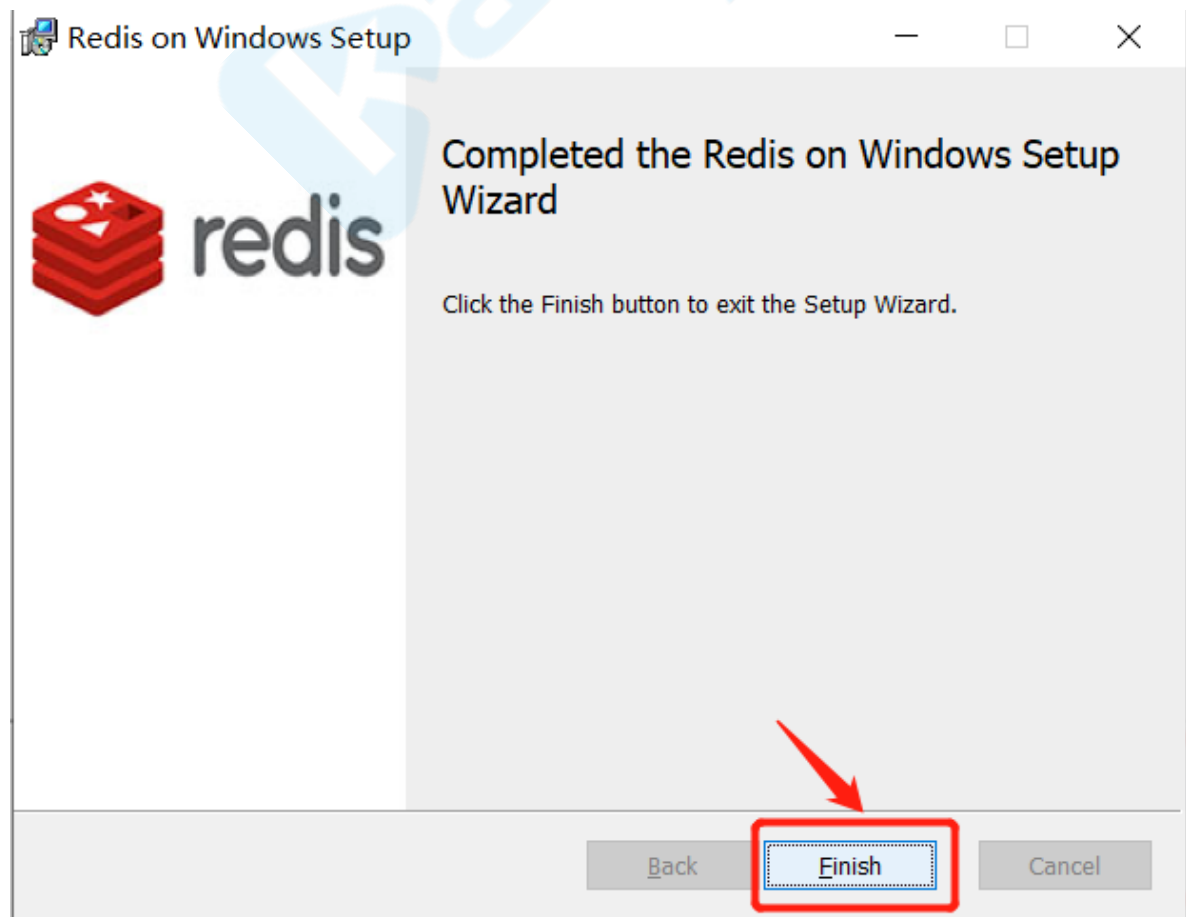 Redis on Windows Setup
Completed the Redis on Windows Setup
Wizard
redis
Click the Finish button to exit the Setup Wizard.
Back
Finish
Cancel